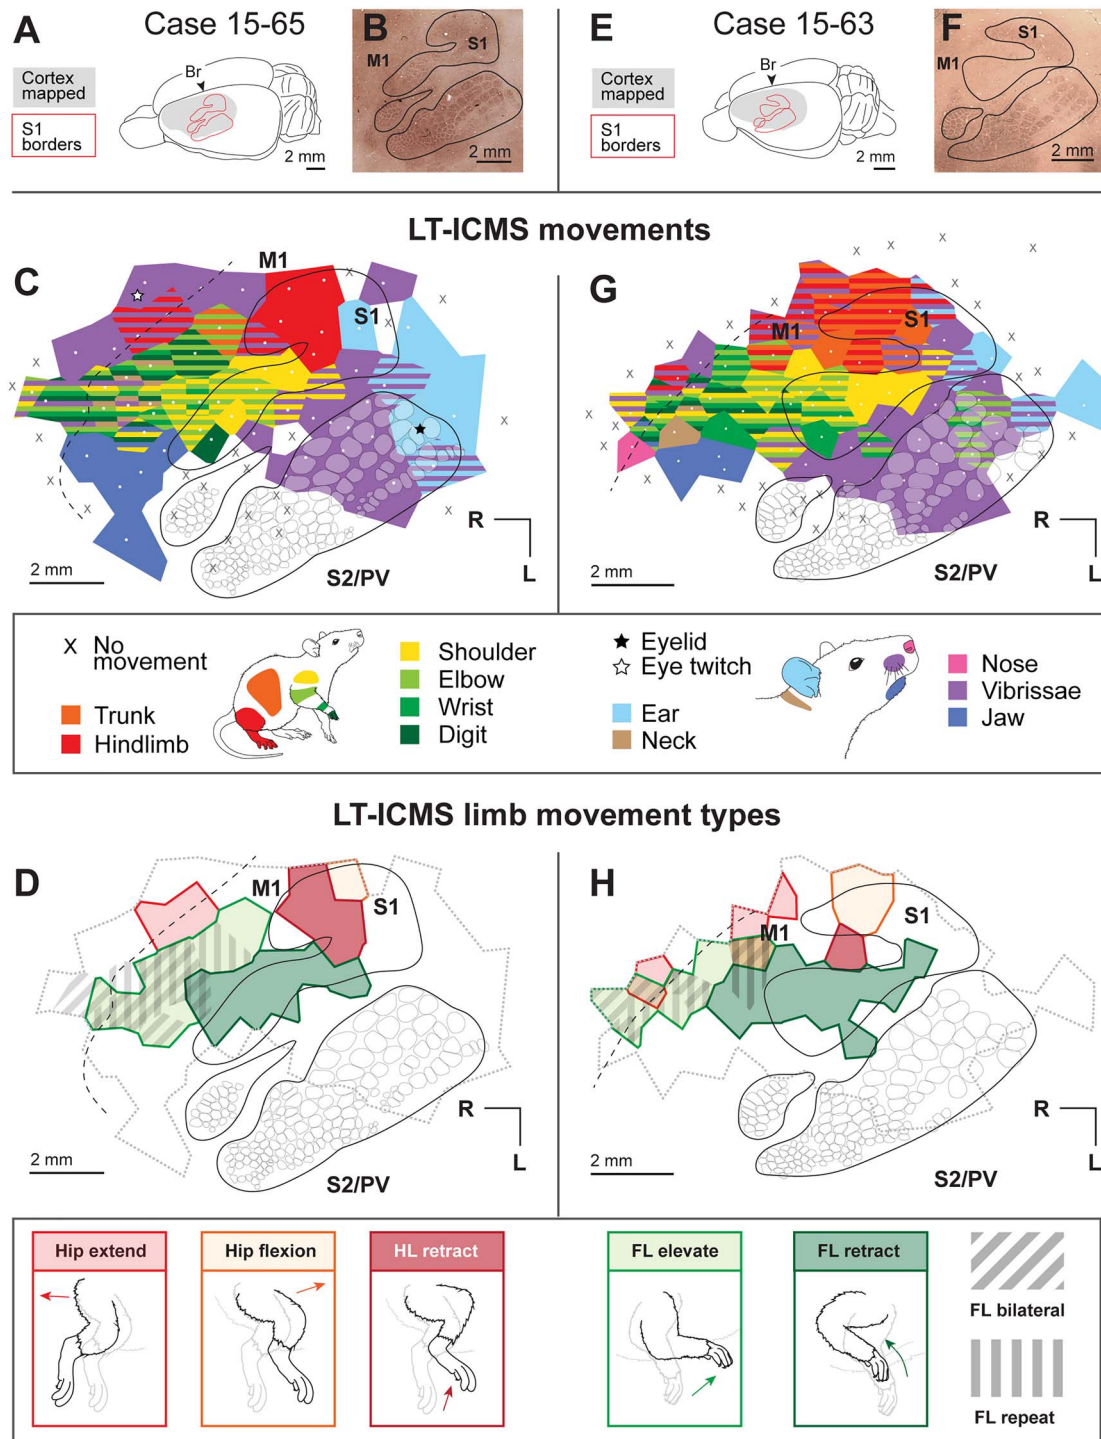 A
Case 15-65
Cortex
mapped
S1
borders
Br
2 mm
B
M1
S1
2 mm
E
Case 15-63
Cortex
mapped
S1
borders
Br
2 mm
F
M1
S1
2 mm
LT-ICMS movements
C
M1
S1
R
L
2 mm
S2/PV
G
M1
S1
R
L
2 mm
S2/PV
X No
movement
Trunk
Hindlimb
Shoulder
Elbow
Wrist
Digit
Eyelid
Eye twitch
Ear
Neck
Nose
Vibrissae
Jaw
LT-ICMS limb movement types
D
M1
S1
R
L
2 mm
S2/PV
H
M1
S1
R
L
2 mm
S2/PV
Hip extend
Hip flexion
HL retract
FL elevate
FL retract
FL bilateral
FL repeat